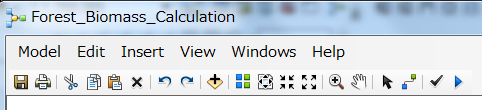 Forest_Biomass_Calculation
Model Edit Insert View Windows Help